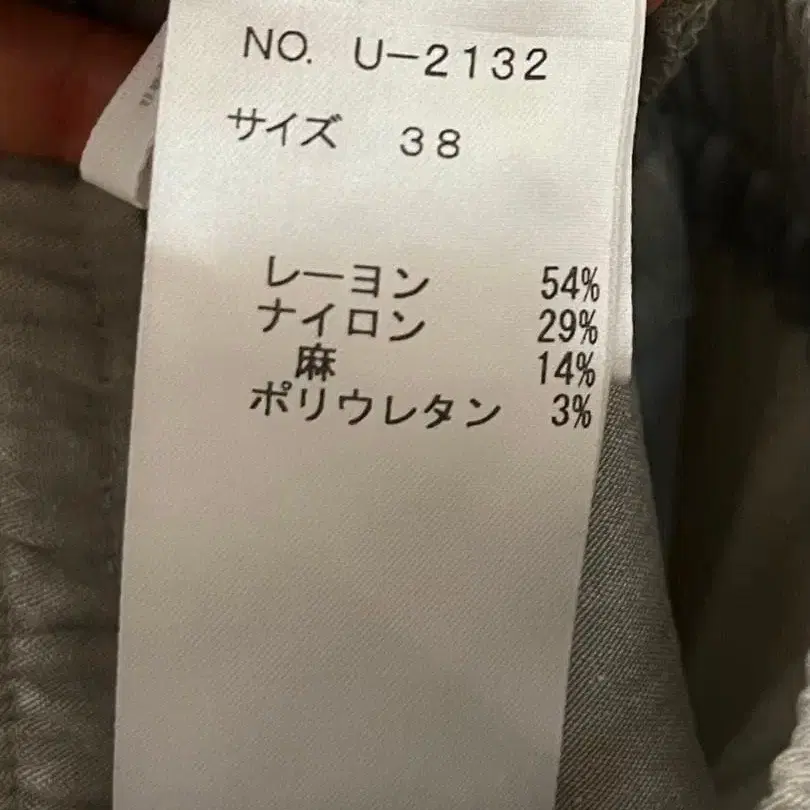 NO. U-2132
サイズ 38
レーヨン 54%
ナイロン 29%
麻 14%
ポリウレタン 3%